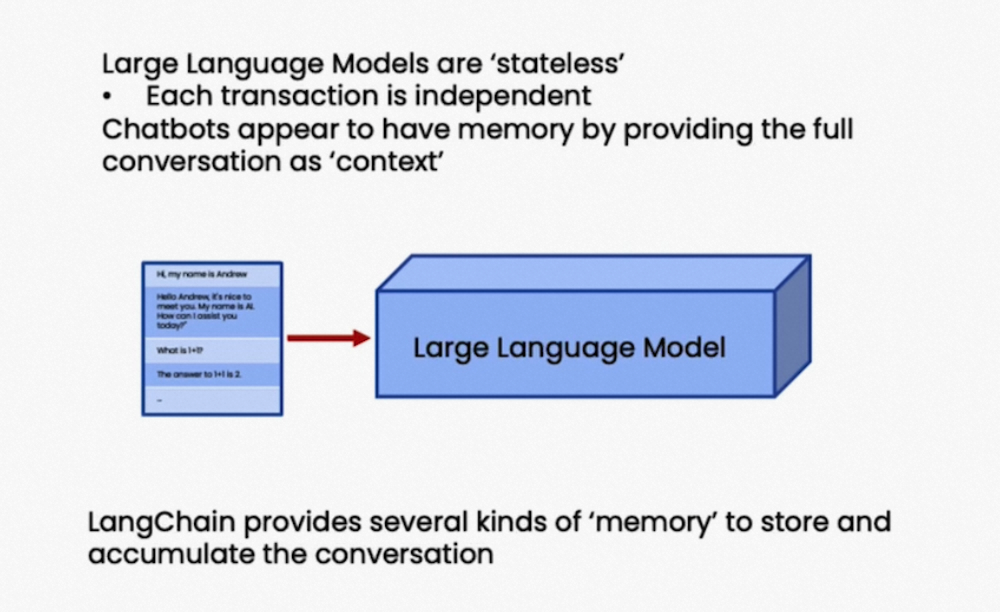 Large Language Models are ‘stateless’
• Each transaction is independent
Chatbots appear to have memory by providing the full
conversation as ‘context’
Hi, my name is Andrew
Hello Andrew, it's nice to
meet you. My name is AI.
How can I assist you
today?"
What is 1+1?
The answer to 1+1 is 2.
...
Large Language Model
LangChain provides several kinds of ‘memory’ to store and
accumulate the conversation